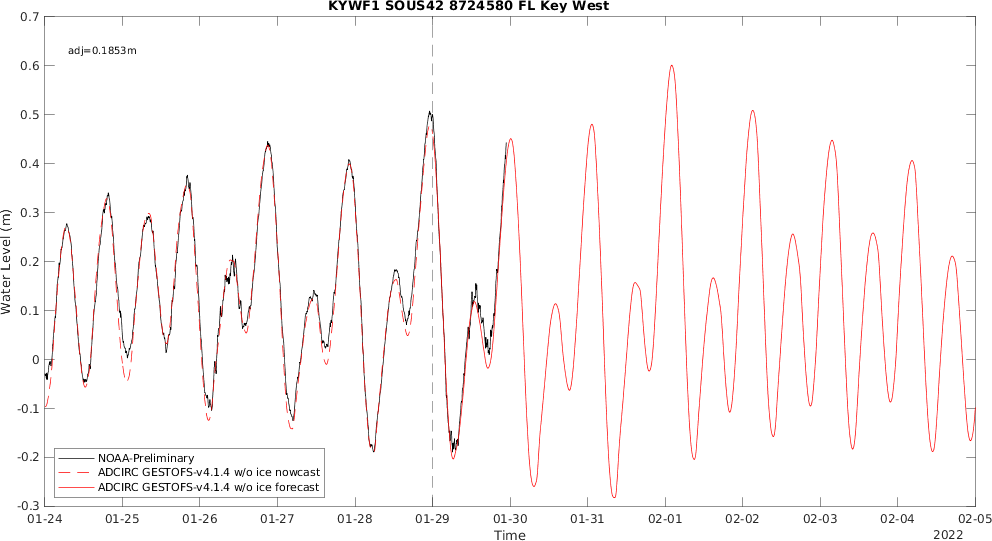 KYWF1 SOUS42 8724580 FL Key West
0.7
adj=0.1853m
0.6
0.5
0.4
0.3
0.2
0.1
0
-0.1
-0.2
-0.3
Water Level (m)
NOAA-Preliminary
ADCIRC GESTOFS-v4.1.4 w/o ice nowcast
ADCIRC GESTOFS-v4.1.4 w/o ice forecast
01-24 01-25 01-26 01-27 01-28 01-29 01-30 01-31 02-01 02-02 02-03 02-04 02-05
Time
2022